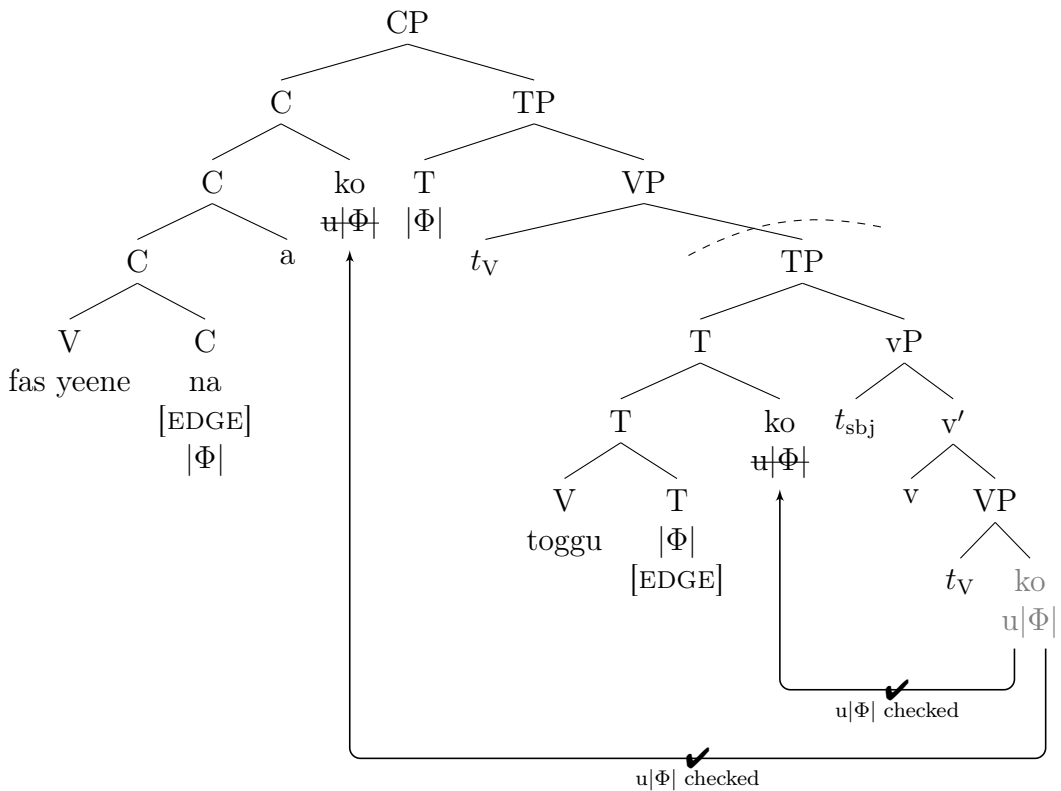 CP
C TP
C ko T VP
u|Φ| |Φ|
C a t_V TP
V C T vP
fas yeene na
[EDGE] T ko t_sbj v′
|Φ| u|Φ|
V T v VP
toggu |Φ|
[EDGE] t_V ko
u|Φ|
✔
u|Φ| checked
✔
u|Φ| checked